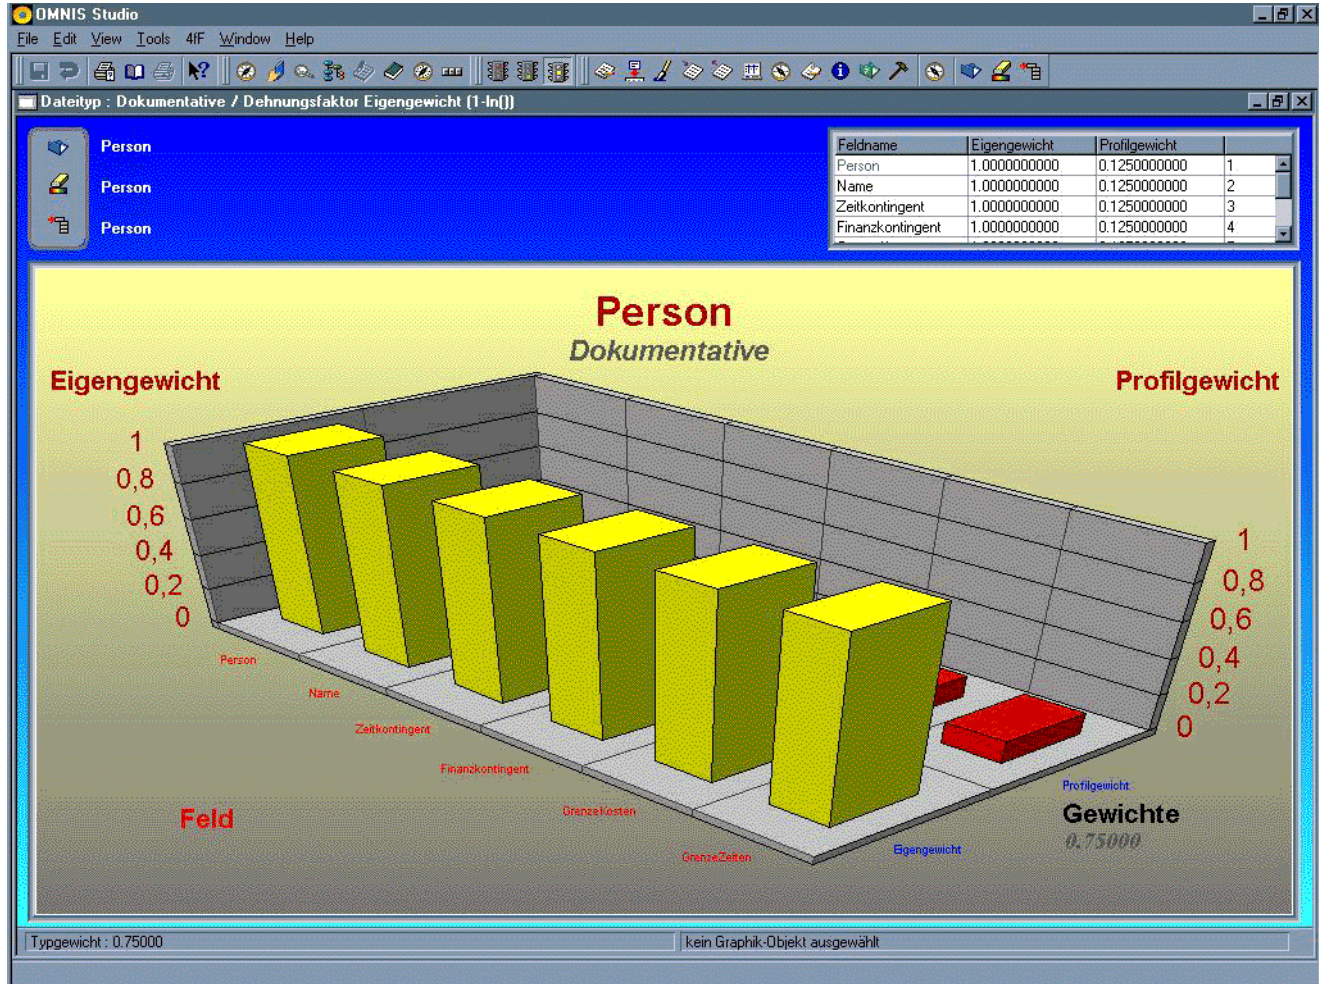 OMNIS Studio
File Edit View Tools 4fF Window Help
Dateityp : Dokumentative / Dehnungsfaktor Eigengewicht (1-ln())
Person
Person
Person
Feldname Eigengewicht Profilgewicht
Person 1.0000000000 0.1250000000 1
Name 1.0000000000 0.1250000000 2
Zeitkontingent 1.0000000000 0.1250000000 3
Finanzkontingent 1.0000000000 0.1250000000 4
Person
Dokumentative
Eigengewicht
Profilgewicht
1
0,8
0,6
0,4
0,2
0
1
0,8
0,6
0,4
0,2
0
Person
Name
Zeitkontingent
Finanzkontingent
GrenzeKosten
GrenzeZeiten
Feld
Profilgewicht
Eigengewicht
Gewichte
0.75000
Typgewicht : 0.75000
kein Graphik-Objekt ausgewählt